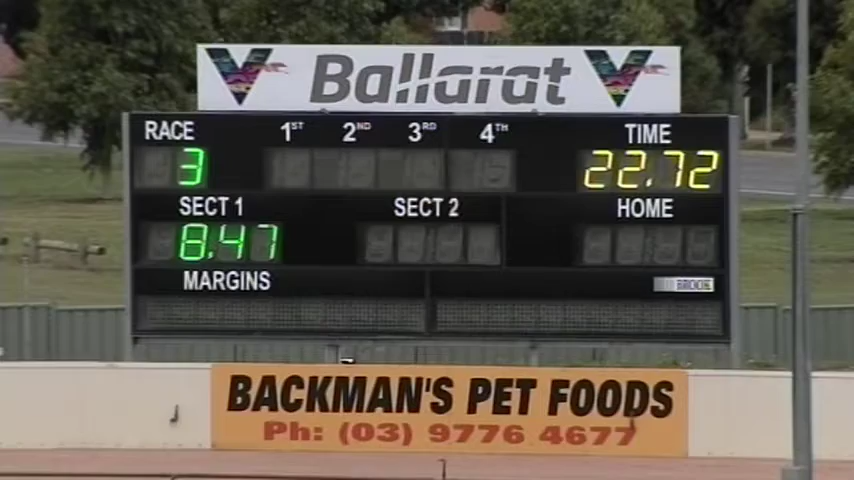 Ballarat
RACE 1ST 2ND 3RD 4TH TIME
3 22.72
SECT 1 SECT 2 HOME
8.47
MARGINS
BACKMAN'S PET FOODS
Ph: (03) 9776 4677